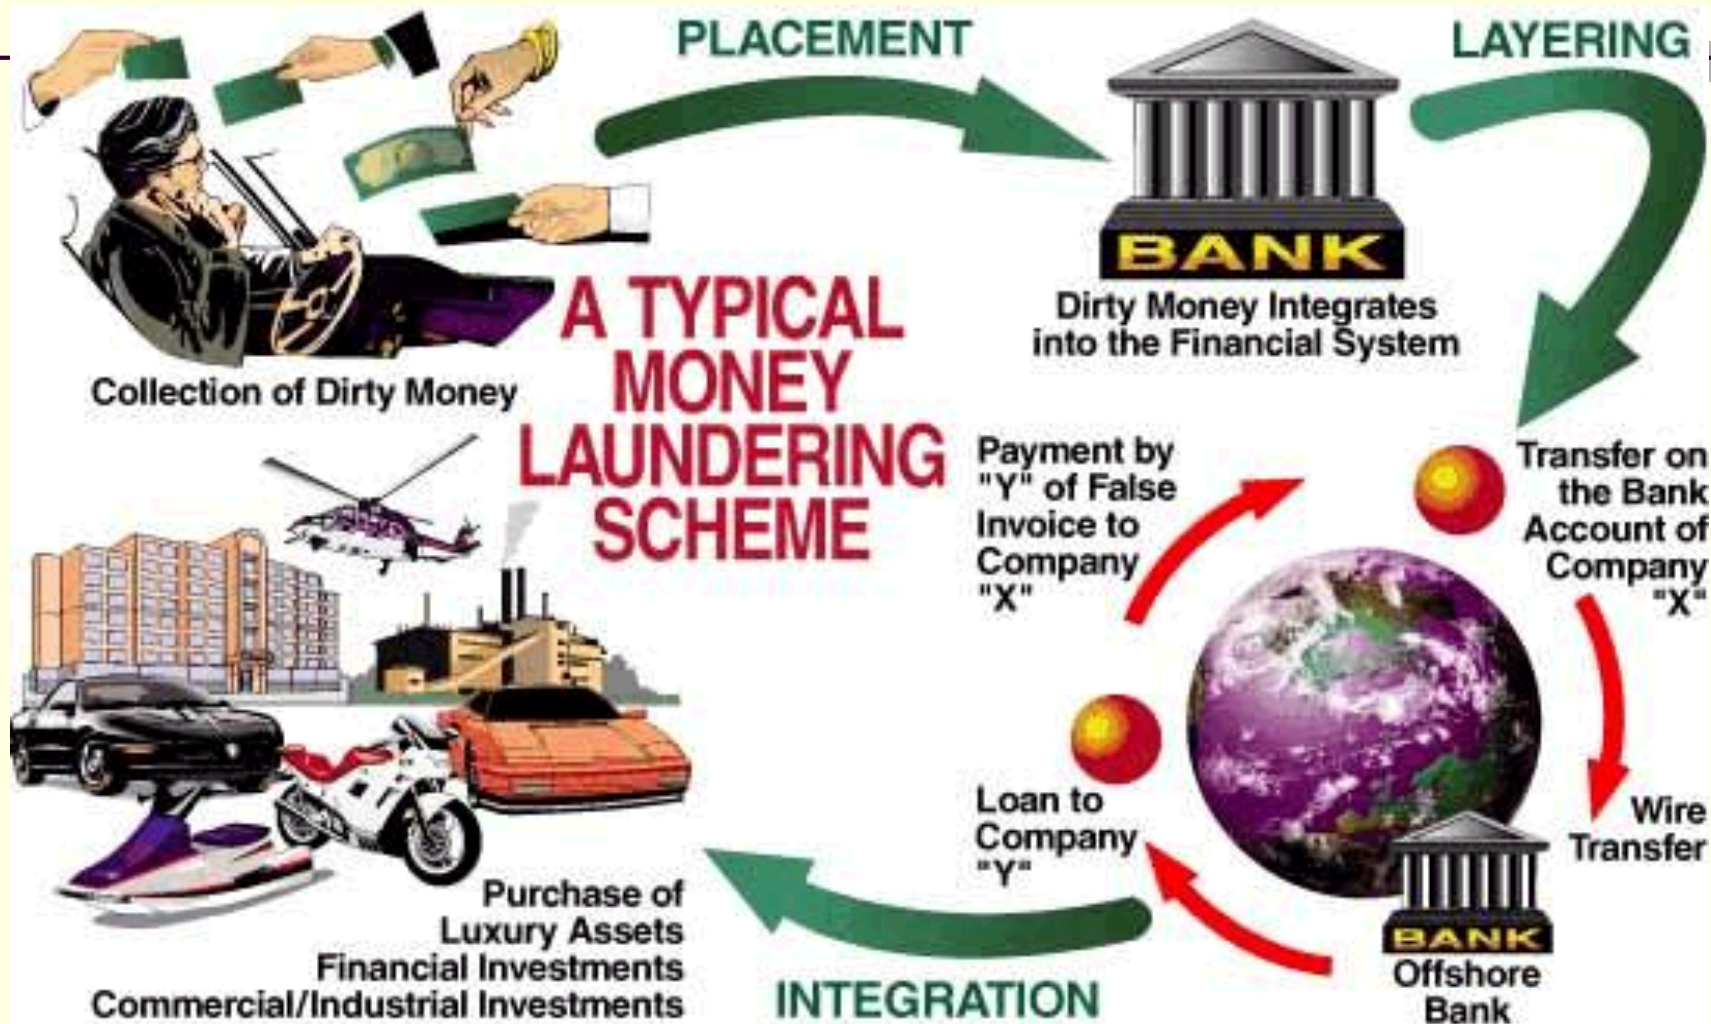 PLACEMENT
LAYERING
BANK
Dirty Money Integrates
into the Financial System
Collection of Dirty Money
A TYPICAL
MONEY
LAUNDERING
SCHEME
Payment by
"Y" of False
Invoice to
Company
"X"
Transfer on
the Bank
Account of
Company
"X"
Wire
Transfer
Loan to
Company
"Y"
BANK
Offshore
Bank
INTEGRATION
Purchase of
Luxury Assets
Financial Investments
Commercial/Industrial Investments